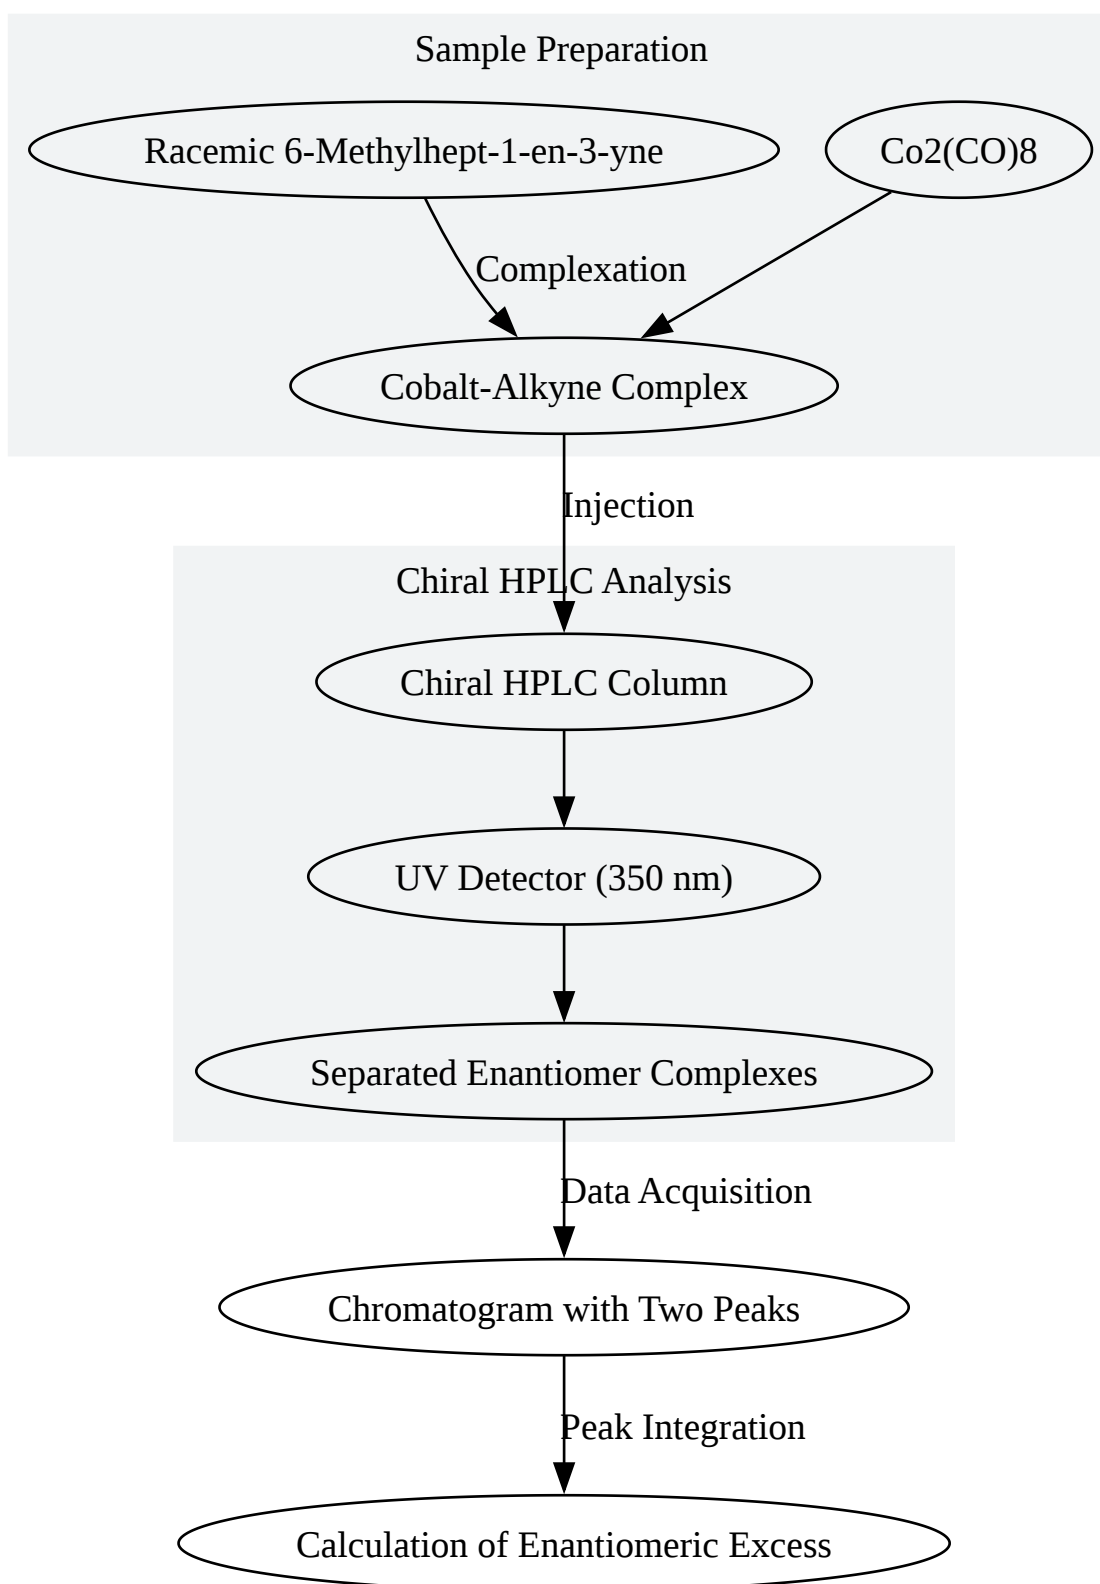 Sample Preparation
Racemic 6-Methylhept-1-en-3-yne
Co2(CO)8
Complexation
Cobalt-Alkyne Complex
Injection
Chiral HPLC Analysis
Chiral HPLC Column
UV Detector (350 nm)
Separated Enantiomer Complexes
Data Acquisition
Chromatogram with Two Peaks
Peak Integration
Calculation of Enantiomeric Excess